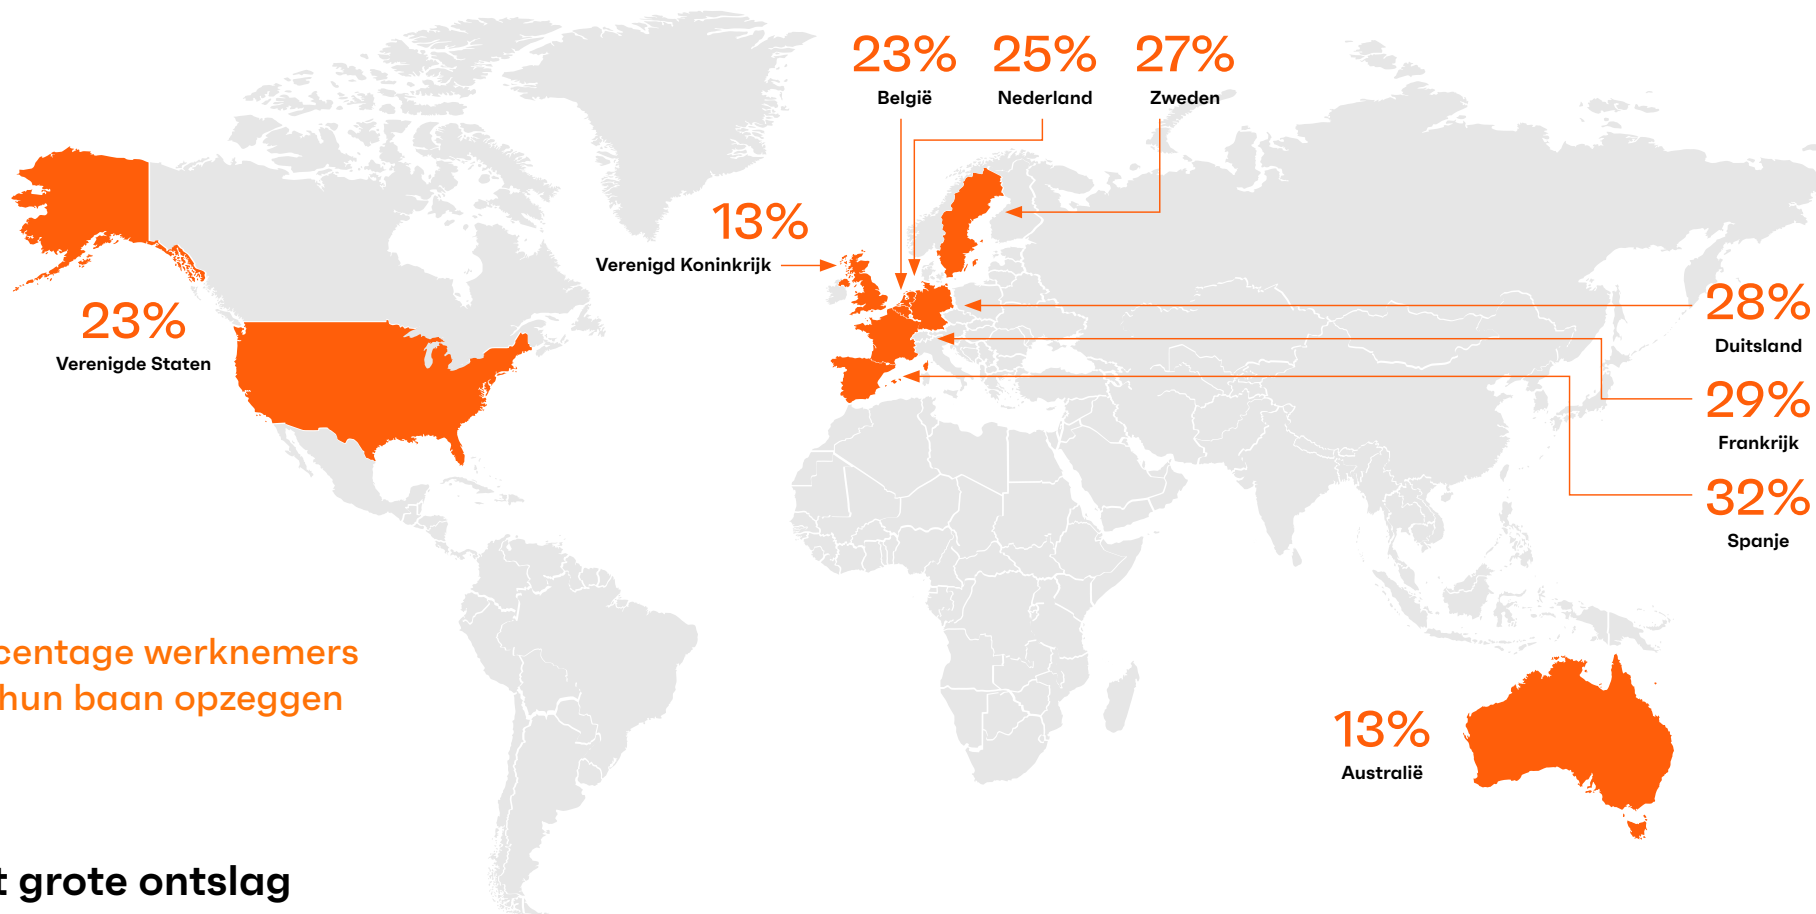 23%
België
25%
Nederland
27%
Zweden
13%
Verenigd Koninkrijk
23%
Verenigde Staten
28%
Duitsland
29%
Frankrijk
32%
Spanje
centage werknemers
hun baan opzeggen
13%
Australië
t grote ontslag